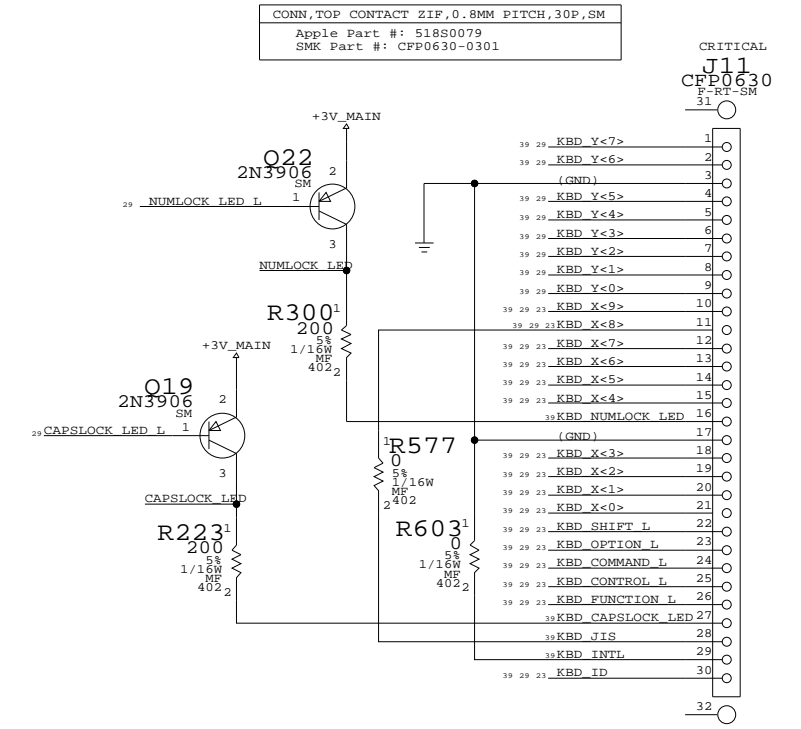 CONN,TOP CONTACT ZIF,0.8MM PITCH,30P,SM
Apple Part #: 518S0079
SMK Part #: CFP0630-0301
CRITICAL
J11
CFP0630
F-RT-SM
31
+3V_MAIN
Q22
2N3906
SM
2
1
3
29 NUMLOCK_LED_L
NUMLOCK_LED
R300
1
200
5%
1/16W
MF
402
2
+3V_MAIN
Q19
2N3906
SM
2
1
3
29 CAPSLOCK_LED_L
CAPSLOCK_LED
R223
1
200
5%
1/16W
MF
402
2
1
R577
0
5%
1/16W
MF
402
2
R603
1
0
5%
1/16W
MF
402
2
39 29 KBD_Y<7> 1
39 29 KBD_Y<6> 2
(GND) 3
39 29 KBD_Y<5> 4
39 29 KBD_Y<4> 5
39 29 KBD_Y<3> 6
39 29 KBD_Y<2> 7
39 29 KBD_Y<1> 8
39 29 KBD_Y<0> 9
39 29 23 KBD_X<9> 10
39 29 23 KBD_X<8> 11
39 29 23 KBD_X<7> 12
39 29 23 KBD_X<6> 13
39 29 23 KBD_X<5> 14
39 29 23 KBD_X<4> 15
39 KBD_NUMLOCK_LED 16
(GND) 17
39 29 23 KBD_X<3> 18
39 29 23 KBD_X<2> 19
39 29 23 KBD_X<1> 20
39 29 23 KBD_X<0> 21
39 29 23 KBD_SHIFT_L 22
39 29 23 KBD_OPTION_L 23
39 29 23 KBD_COMMAND_L 24
39 29 23 KBD_CONTROL_L 25
39 29 23 KBD_FUNCTION_L 26
39 KBD_CAPSLOCK_LED 27
39 KBD_JIS 28
39 KBD_INTL 29
39 29 23 KBD_ID 30
32